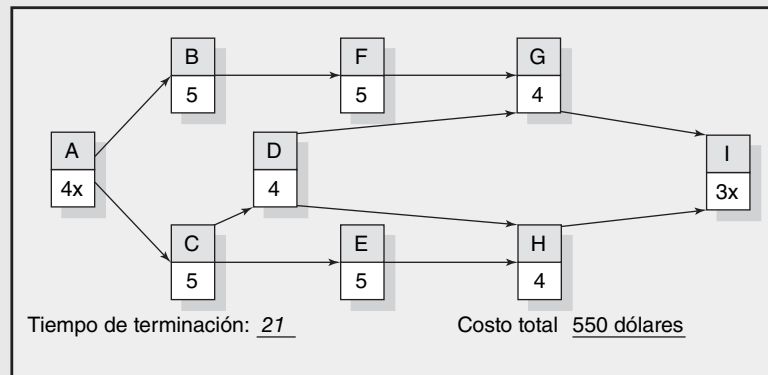 B
5
F
5
G
4
A
4x
D
4
I
3x
C
5
E
5
H
4
Tiempo de terminación: 21
Costo total 550 dólares